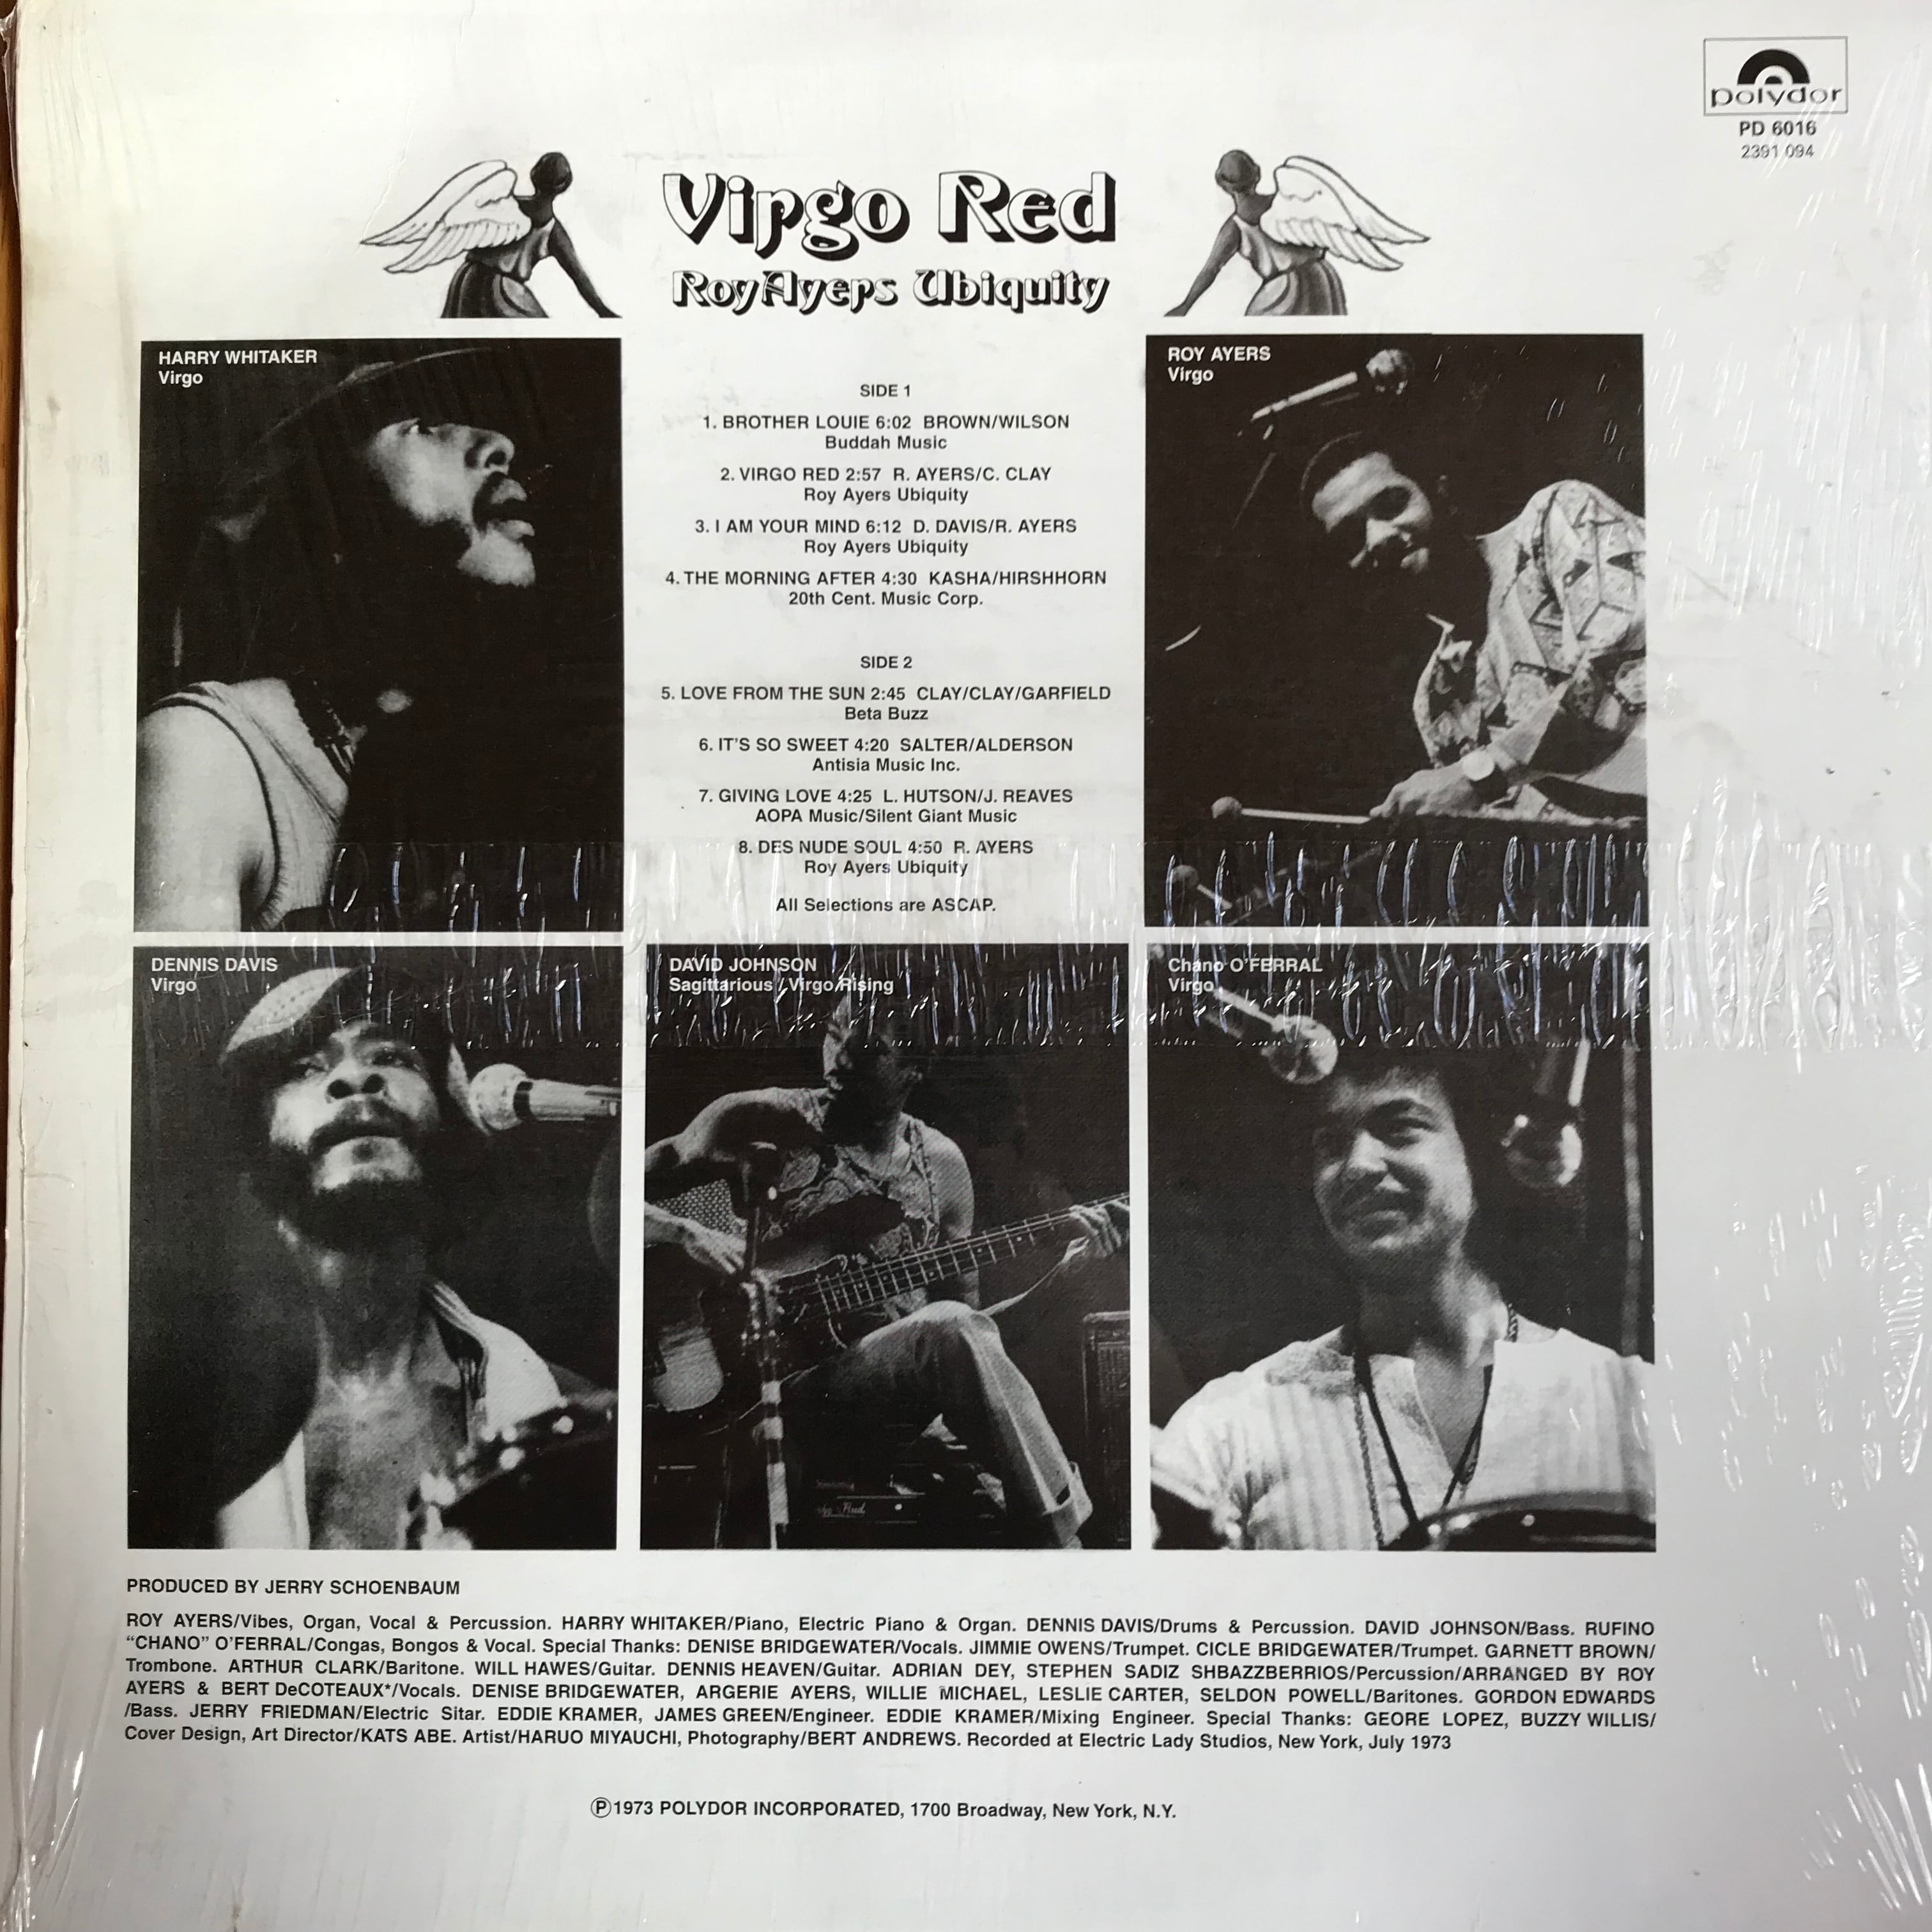 polydor
PD 6016
2391 094
Virgo Red
Roy Ayers Ubiquity
HARRY WHITAKER
Virgo
ROY AYERS
Virgo
SIDE 1
1. BROTHER LOUIE 6:02 BROWN/WILSON
Buddah Music
2. VIRGO RED 2:57 R. AYERS/C. CLAY
Roy Ayers Ubiquity
3. I AM YOUR MIND 6:12 D. DAVIS/R. AYERS
Roy Ayers Ubiquity
4. THE MORNING AFTER 4:30 KASHA/HIRSHHORN
20th Cent. Music Corp.
SIDE 2
5. LOVE FROM THE SUN 2:45 CLAY/CLAY/GARFIELD
Beta Buzz
6. IT'S SO SWEET 4:20 SALTER/ALDERSON
Antisia Music Inc.
7. GIVING LOVE 4:25 L. HUTSON/J. REAVES
AOPA Music/Silent Giant Music
8. DES NUDE SOUL 4:50 R. AYERS
Roy Ayers Ubiquity
All Selections are ASCAP.
DENNIS DAVIS
Virgo
DAVID JOHNSON
Sagittarious / Virgo Rising
Chano O'FERRAL
Virgo
PRODUCED BY JERRY SCHOENBAUM
ROY AYERS/Vibes, Organ, Vocal & Percussion. HARRY WHITAKER/Piano, Electric Piano & Organ. DENNIS DAVIS/Drums & Percussion. DAVID JOHNSON/Bass. RUFINO
“CHANO” O'FERRAL/Congas, Bongos & Vocal. Special Thanks: DENISE BRIDGEWATER/Vocals. JIMMIE OWENS/Trumpet. CICLE BRIDGEWATER/Trumpet. GARNETT BROWN/
Trombone. ARTHUR CLARK/Baritone. WILL HAWES/Guitar. DENNIS HEAVEN/Guitar. ADRIAN DEY, STEPHEN SADIZ SHBAZZBERRIOS/Percussion/ARRANGED BY ROY
AYERS & BERT DeCOTEAUX*/Vocals. DENISE BRIDGEWATER, ARGERIE AYERS, WILLIE MICHAEL, LESLIE CARTER, SELDON POWELL/Baritones. GORDON EDWARDS
/Bass. JERRY FRIEDMAN/Electric Sitar. EDDIE KRAMER, JAMES GREEN/Engineer. EDDIE KRAMER/Mixing Engineer. Special Thanks: GEORE LOPEZ, BUZZY WILLIS/
Cover Design, Art Director/KATS ABE. Artist/HARUO MIYAUCHI, Photography/BERT ANDREWS. Recorded at Electric Lady Studios, New York, July 1973
Ⓟ1973 POLYDOR INCORPORATED, 1700 Broadway, New York, N.Y.